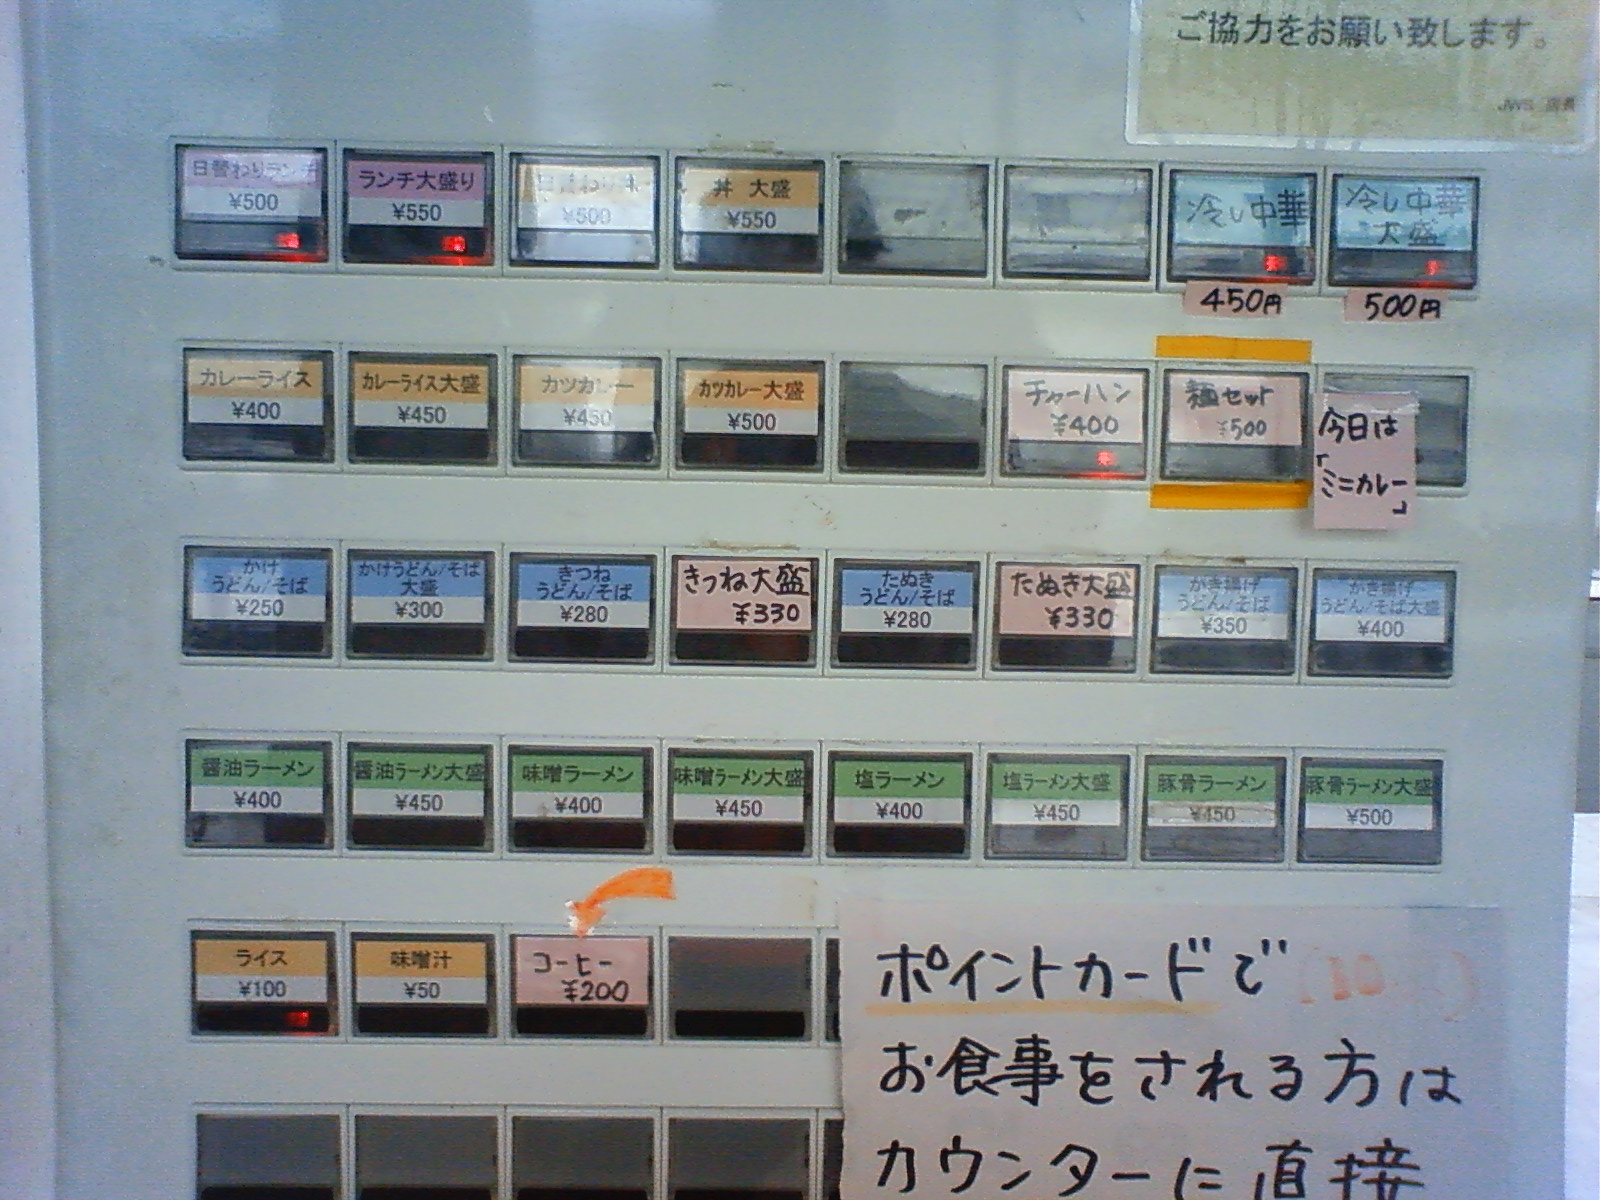 ご協力をお願い致します。
JWS 店長
日替わりランチ
¥500
ランチ大盛り
¥550
¥500
丼 大盛
¥550
冷し中華
450円
冷し中華
大盛
500円
カレーライス
¥400
カレーライス大盛
¥450
カツカレー
¥450
カツカレー大盛
¥500
チャーハン
¥400
麺セット
¥500
今日は
「ミニカレー」
かけ
うどん/そば
¥250
かけうどん/そば
大盛
¥300
きつね
うどん/そば
¥280
きつね大盛
¥330
たぬき
うどん/そば
¥280
たぬき大盛
¥330
かき揚げ
うどん/そば
¥350
かき揚げ
うどん/そば大盛
¥400
醤油ラーメン
¥400
醤油ラーメン大盛
¥450
味噌ラーメン
¥400
味噌ラーメン大盛
¥450
塩ラーメン
¥400
塩ラーメン大盛
¥450
豚骨ラーメン
¥450
豚骨ラーメン大盛
¥500
ライス
¥100
味噌汁
¥50
コーヒー
¥200
ポイントカードで
お食事をされる方は
カウンターに直接